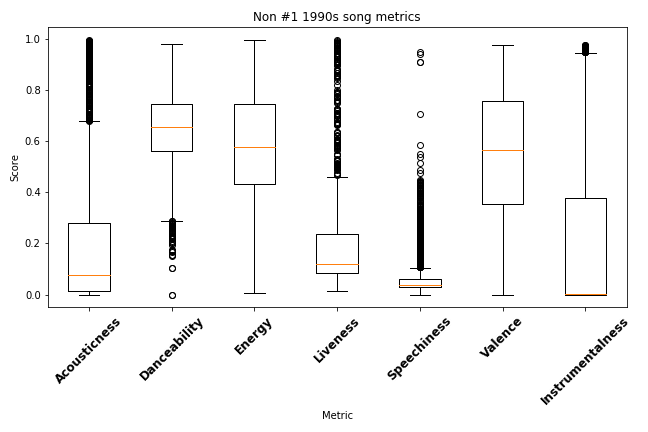 Non #1 1990s song metrics
Score
1.0
0.8
0.6
0.4
0.2
0.0
Acousticness
Danceability
Energy
Liveness
Speechiness
Valence
Instrumentalness
Metric